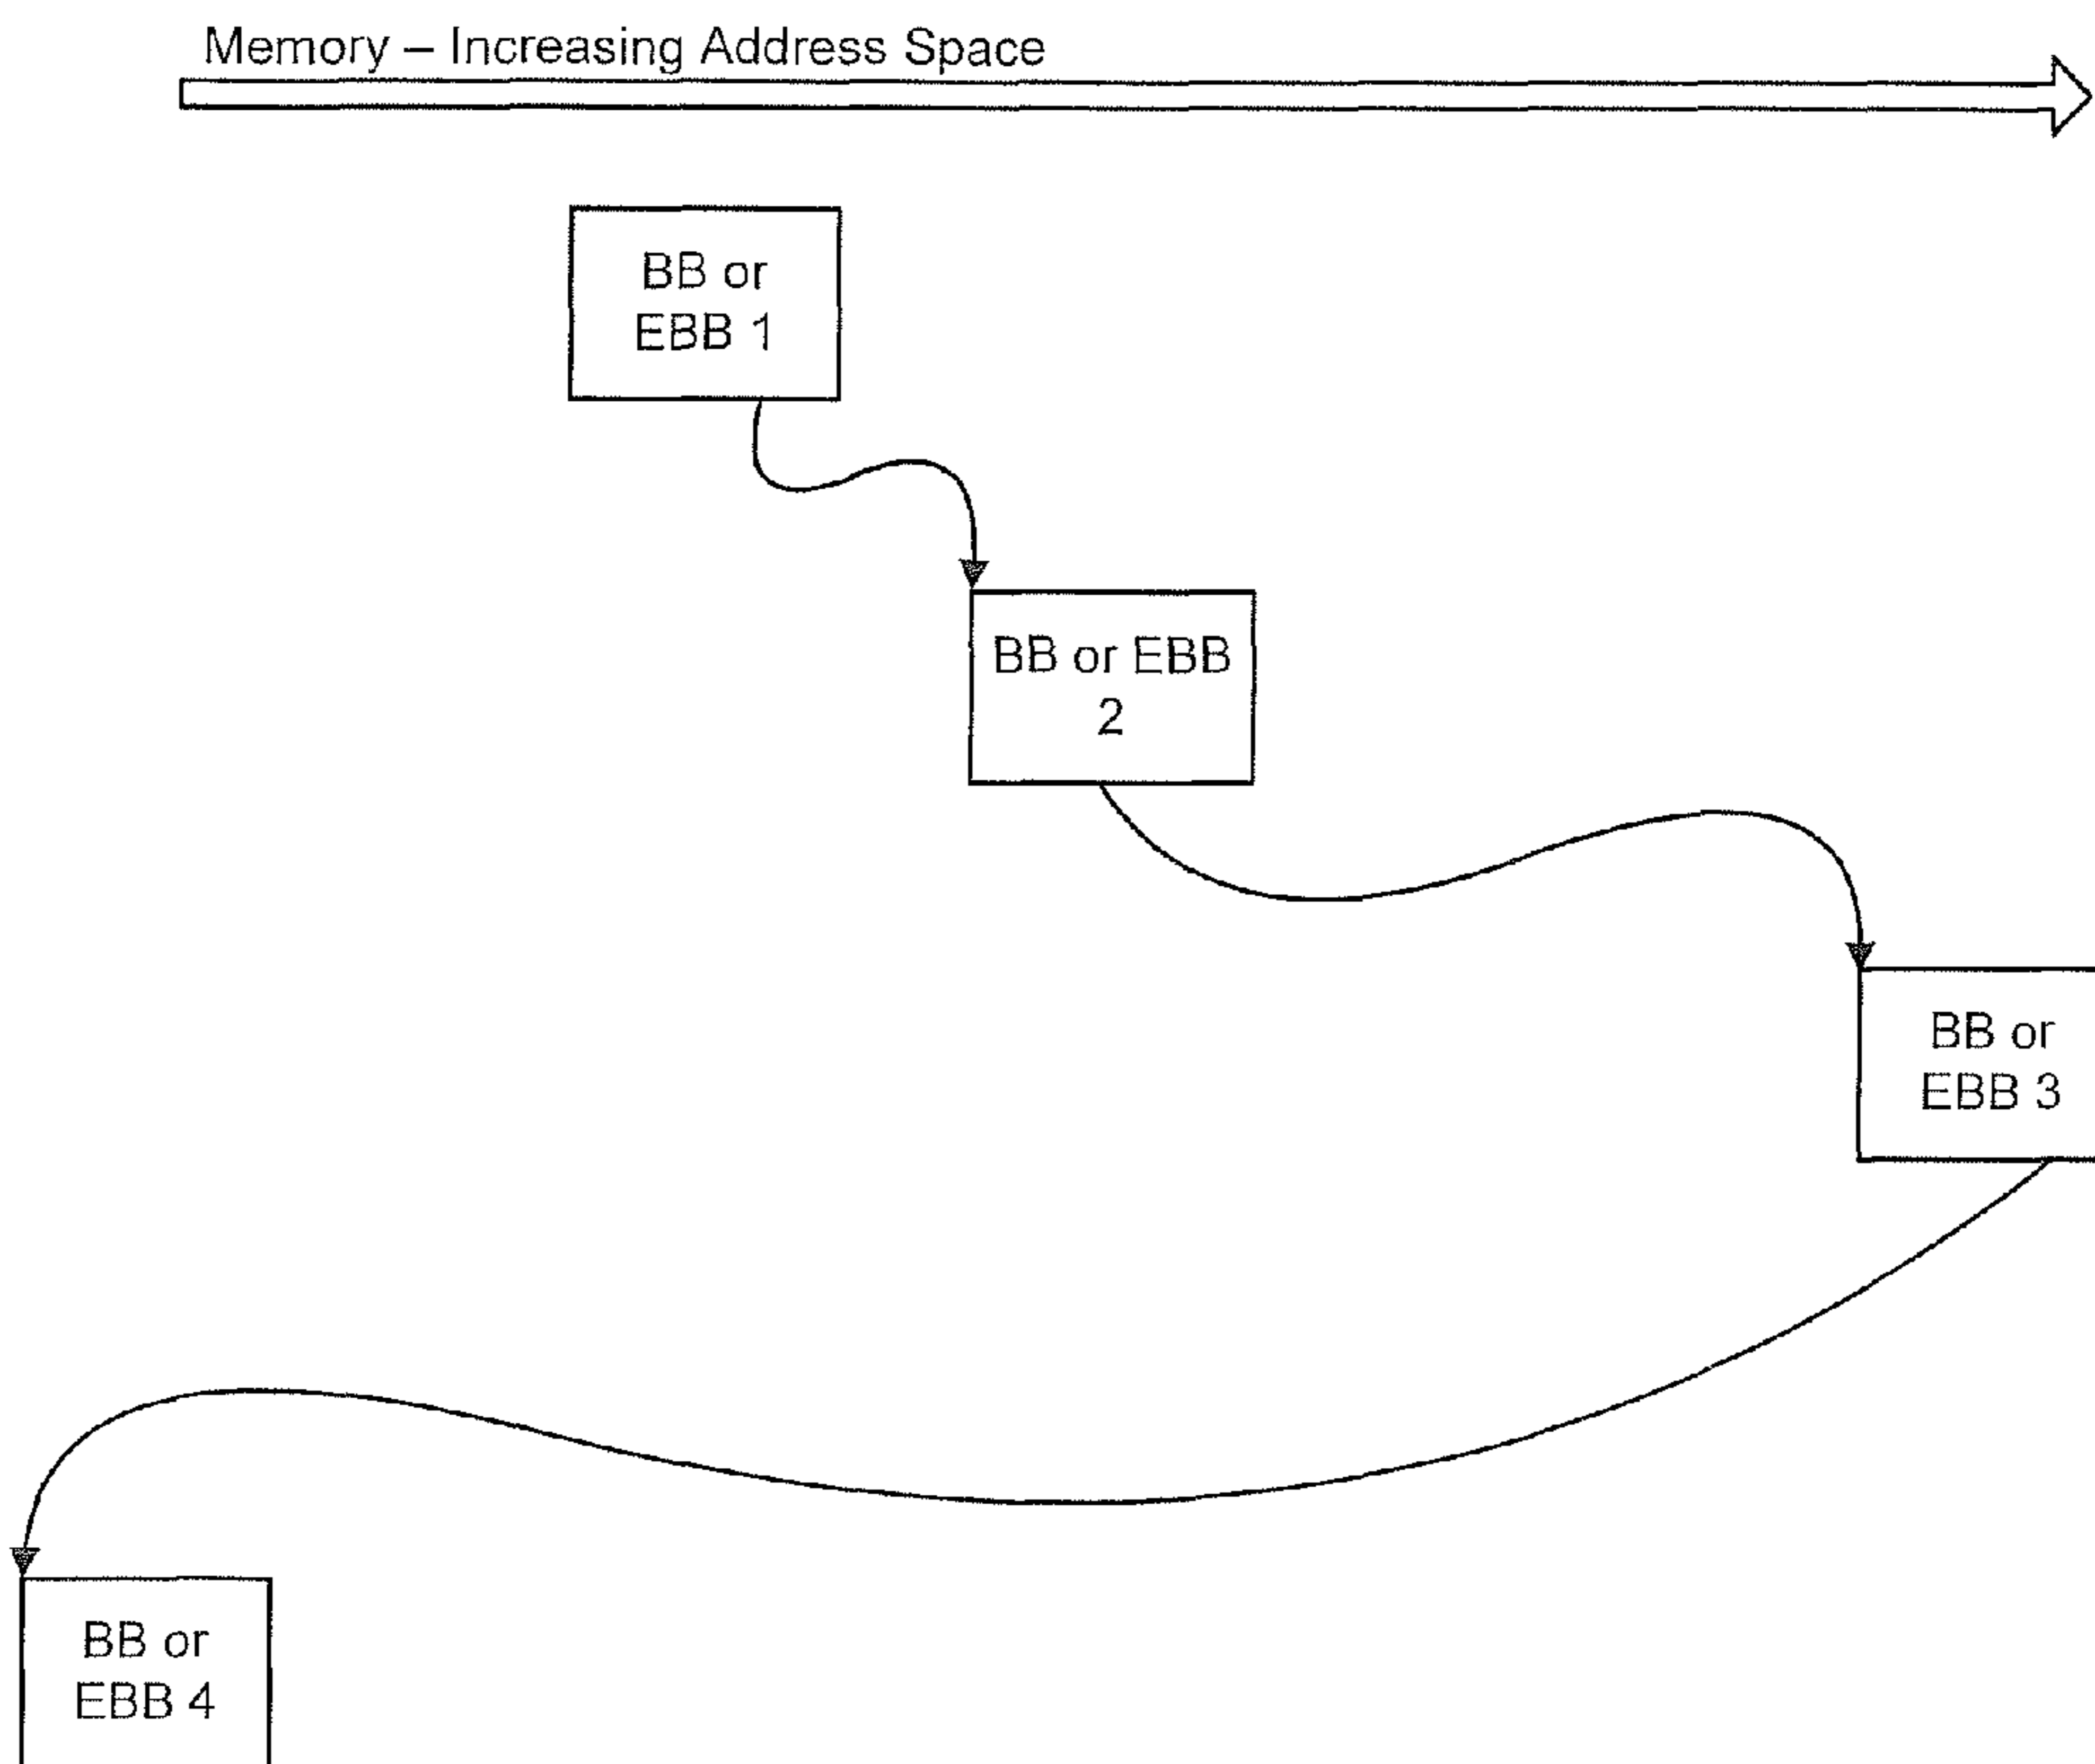 Memory – Increasing Address Space
BB or
EBB 1
BB or EBB
2
BB or
EBB 3
BB or
EBB 4